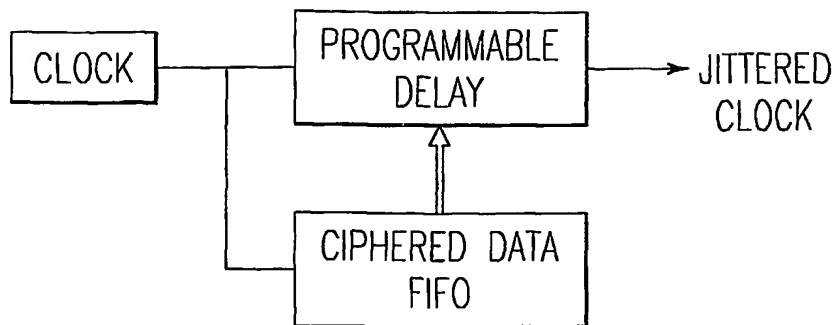 CLOCK
PROGRAMMABLE
DELAY
JITTERED
CLOCK
CIPHERED DATA
FIFO